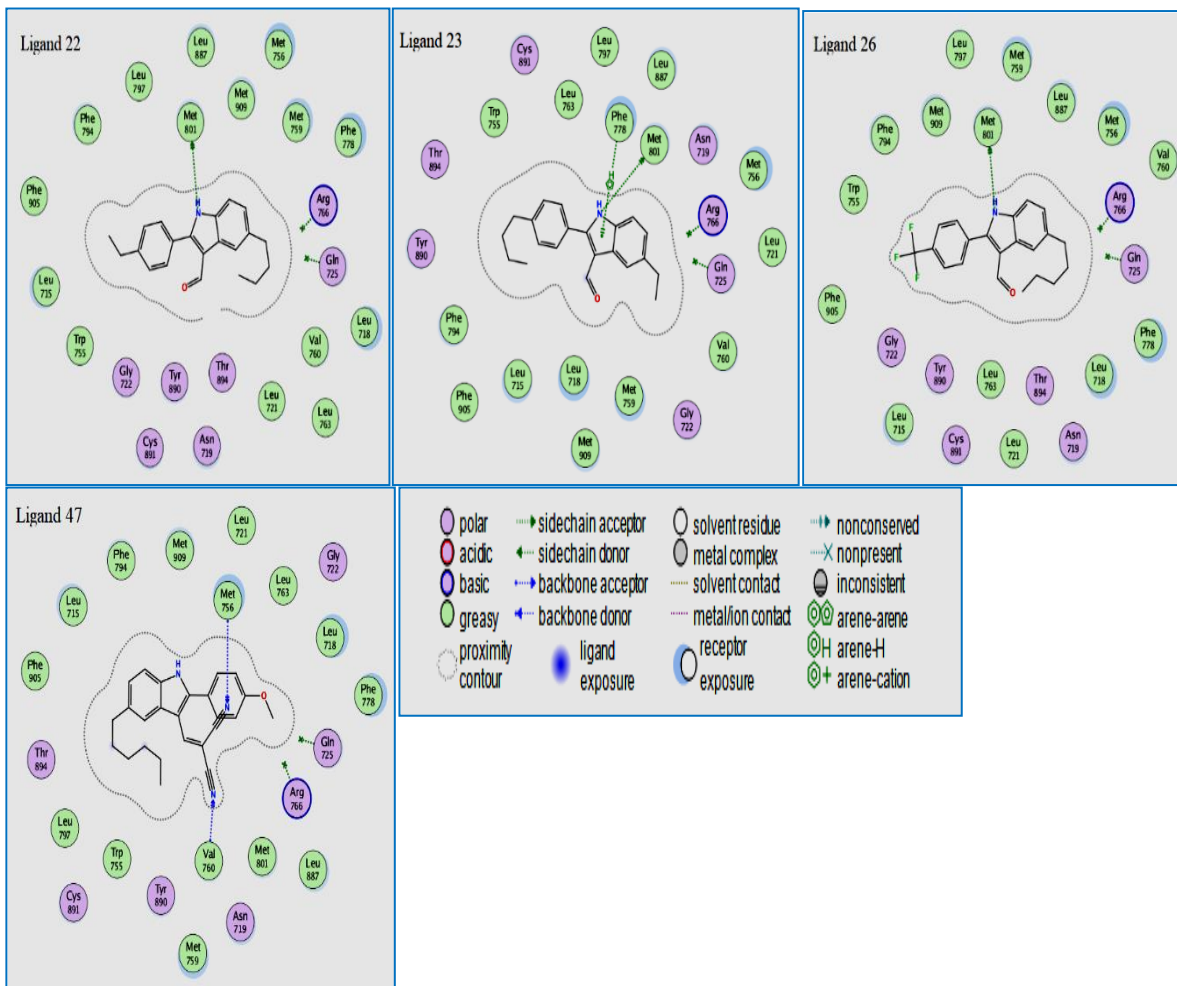 Ligand 22
Leu
887
Met
756
Leu
797
Met
909
Met
801
Met
759
Phe
794
Phe
778
Phe
905
H
N
Arg
766
Gln
725
O
Leu
715
Leu
718
Trp
755
Val
760
Gly
722
Tyr
890
Thr
894
Leu
721
Leu
763
Cys
891
Asn
719
Ligand 23
Cys
891
Leu
797
Leu
887
Leu
763
Trp
755
Phe
778
Met
801
Asn
719
Thr
894
Met
756
H
H
N
Arg
766
Tyr
890
Leu
721
Gln
725
O
Phe
794
Val
760
Leu
715
Leu
718
Met
759
Phe
905
Gly
722
Met
909
Ligand 26
Leu
797
Met
759
Leu
887
Met
909
Met
801
Met
756
Phe
794
Val
760
Trp
755
H
N
Arg
766
F
F
F
Gln
725
O
Phe
905
Phe
778
Gly
722
Tyr
890
Leu
763
Thr
894
Leu
718
Leu
715
Cys
891
Leu
721
Asn
719
Ligand 47
Leu
721
Met
909
Phe
794
Gly
722
Met
756
Leu
763
Leu
715
Leu
718
H
N
Phe
905
Phe
778
O
N
Gln
725
Thr
894
N
Arg
766
Leu
797
Trp
755
Val
760
Met
801
Leu
887
Cys
891
Tyr
890
Asn
719
Met
759
polar
acidic
basic
greasy
proximity
contour
sidechain acceptor
sidechain donor
backbone acceptor
backbone donor
ligand
exposure
solvent residue
metal complex
solvent contact
metal/ion contact
receptor
exposure
nonconserved
nonpresent
inconsistent
arene-arene
H arene-H
+ arene-cation